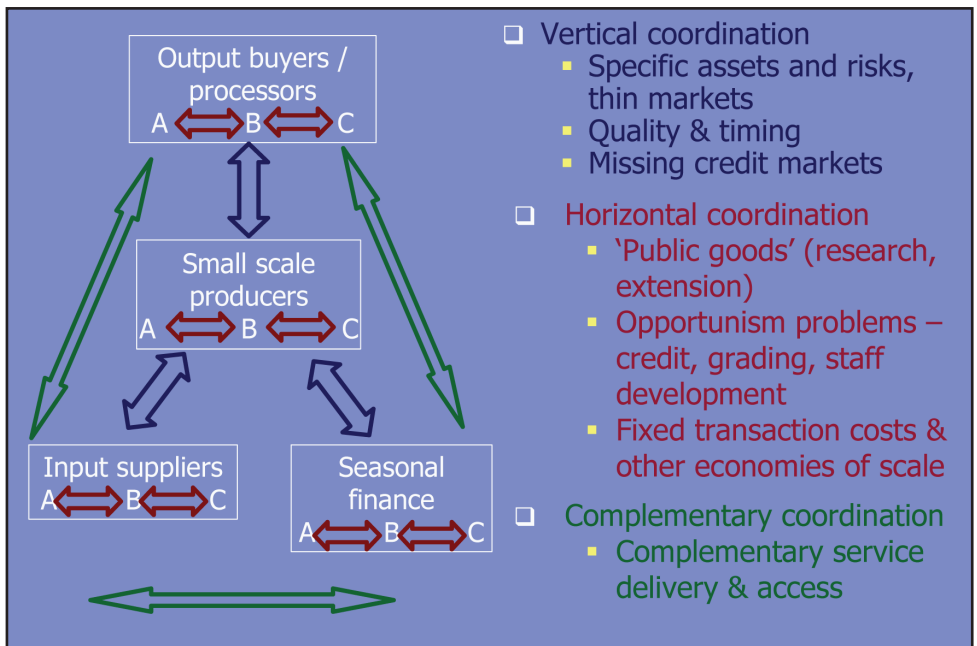 Output buyers /
processors
A B C
Small scale
producers
A B C
Input suppliers
A B C
Seasonal
finance
A B C
Vertical coordination
Specific assets and risks,
thin markets
Quality & timing
Missing credit markets
Horizontal coordination
‘Public goods’ (research,
extension)
Opportunism problems –
credit, grading, staff
development
Fixed transaction costs &
other economies of scale
Complementary coordination
Complementary service
delivery & access